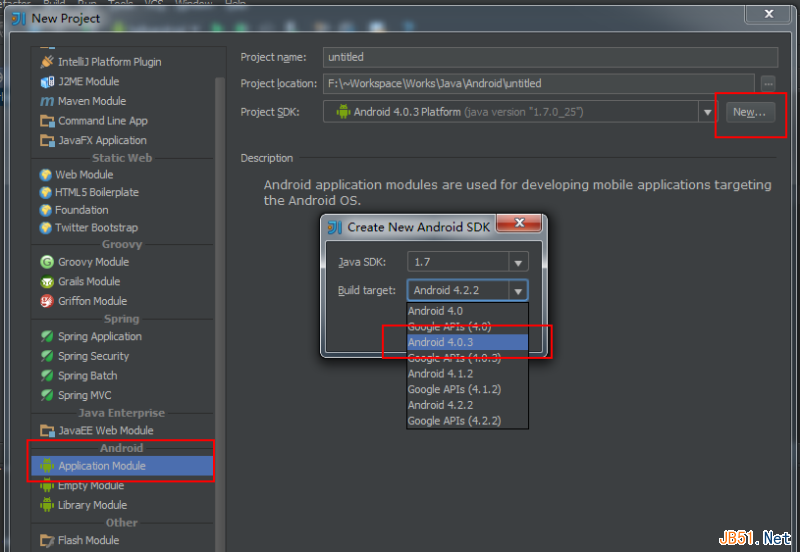 New Project
IntelliJ Platform Plugin
J2ME Module
Maven Module
Command Line App
JavaFX Application
Static Web
Web Module
HTML5 Boilerplate
Foundation
Twitter Bootstrap
Groovy
Groovy Module
Grails Module
Griffon Module
Spring
Spring Application
Spring Security
Spring Batch
Spring MVC
Java Enterprise
JavaEE Web Module
Android
Application Module
Empty Module
Library Module
Other
Flash Module
Project name: untitled
Project location: F:\~Workspace\Works\Java\Android\untitled
Project SDK: Android 4.0.3 Platform (java version "1.7.0_25") New...
Description
Android application modules are used for developing mobile applications targeting
the Android OS.
Create New Android SDK
Java SDK: 1.7
Build target: Android 4.2.2
Android 4.0
Google APIs (4.0)
Android 4.0.3
Google APIs (4.0.3)
Android 4.1.2
Google APIs (4.1.2)
Android 4.2.2
Google APIs (4.2.2)
JB51.Net